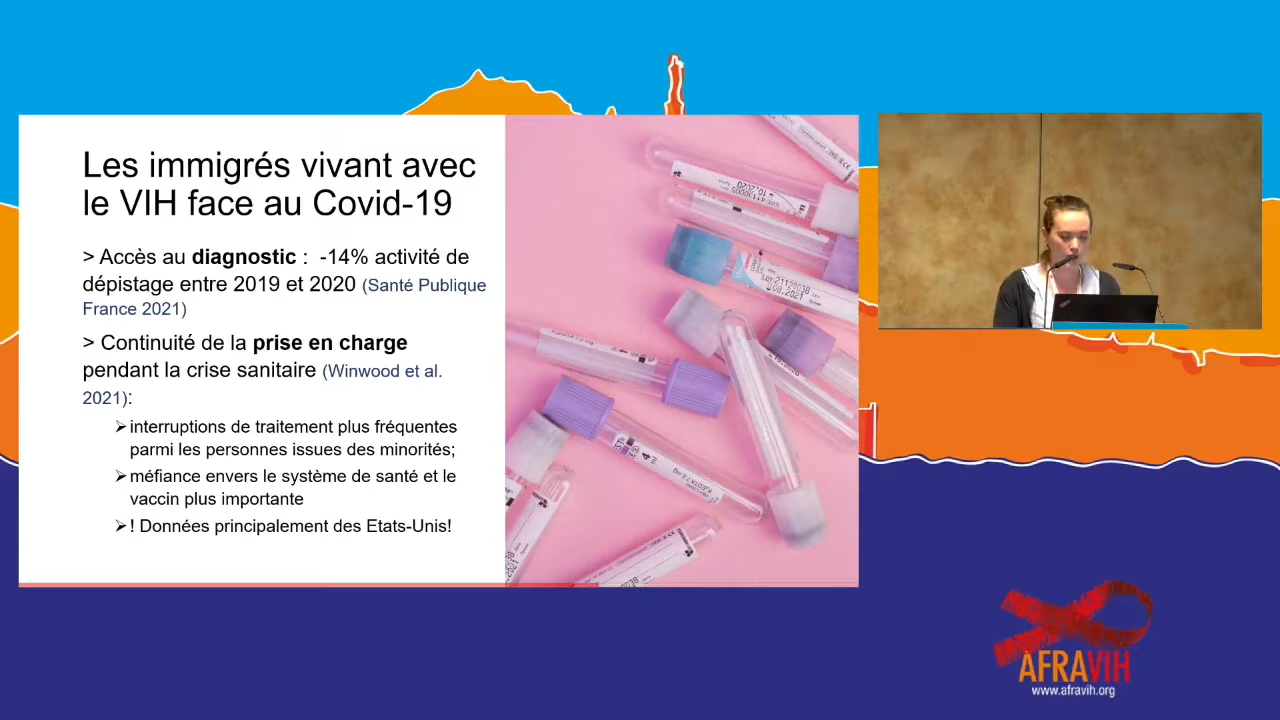 Les immigrés vivant avec
le VIH face au Covid-19
> Accès au diagnostic : -14% activité de
dépistage entre 2019 et 2020 (Santé Publique
France 2021)
> Continuité de la prise en charge
pendant la crise sanitaire (Winwood et al.
2021):
➢ interruptions de traitement plus fréquentes
parmi les personnes issues des minorités;
➢ méfiance envers le système de santé et le
vaccin plus importante
➢ ! Données principalement des Etats-Unis!
AFRAVIH
www.afravih.org